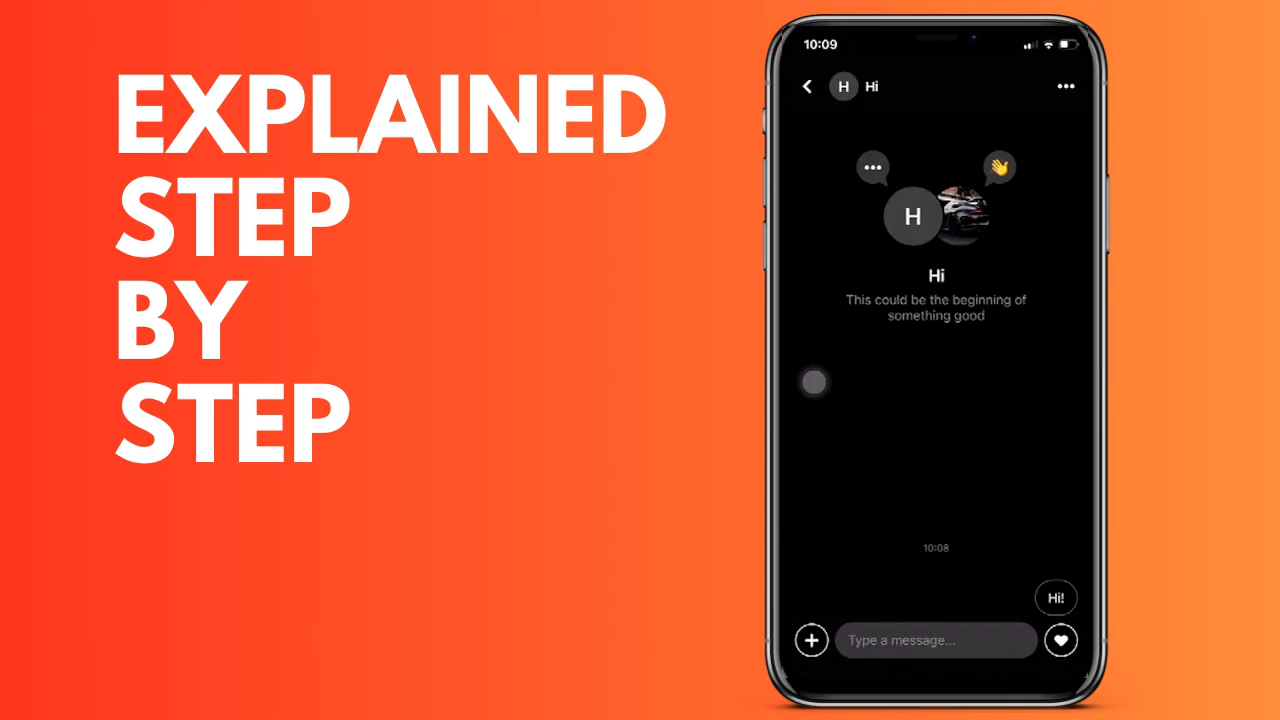 EXPLAINED
STEP
BY
STEP
10:09
H Hi
H
Hi
This could be the beginning of
something good
10:08
Hi!
Type a message...